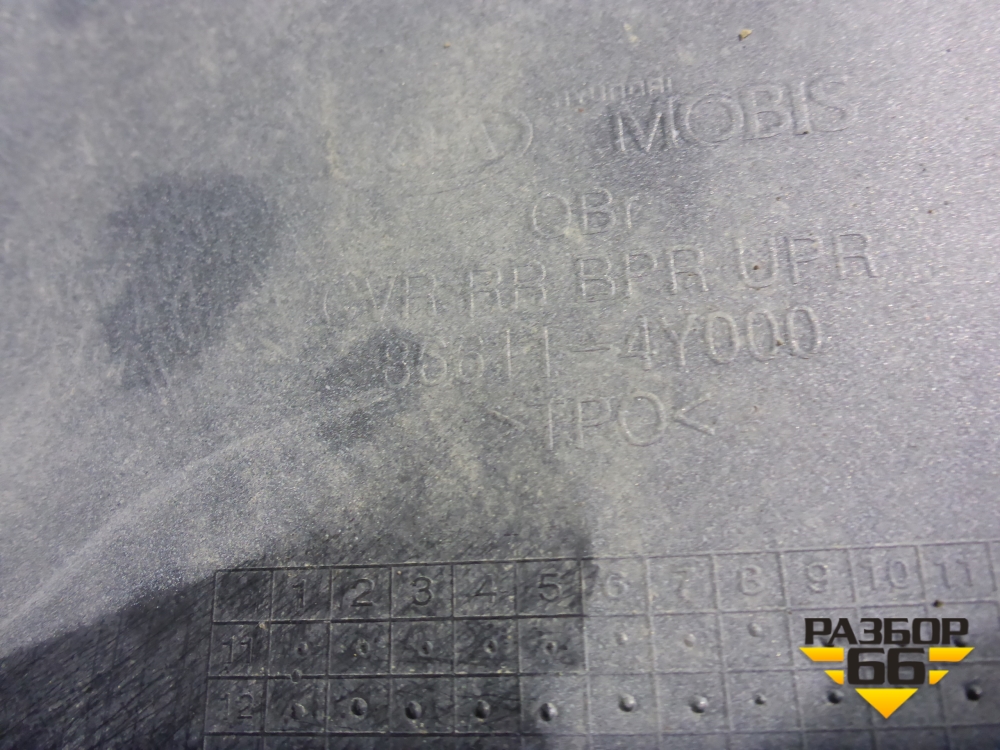 HYUNDAI
KIA MOBIS
QBr
CVR-RR BPR UPR
86611-4Y000
>TPO<
1 2 3 4 5 6 7 8 9 10 11
11
12
РАЗБОР
66